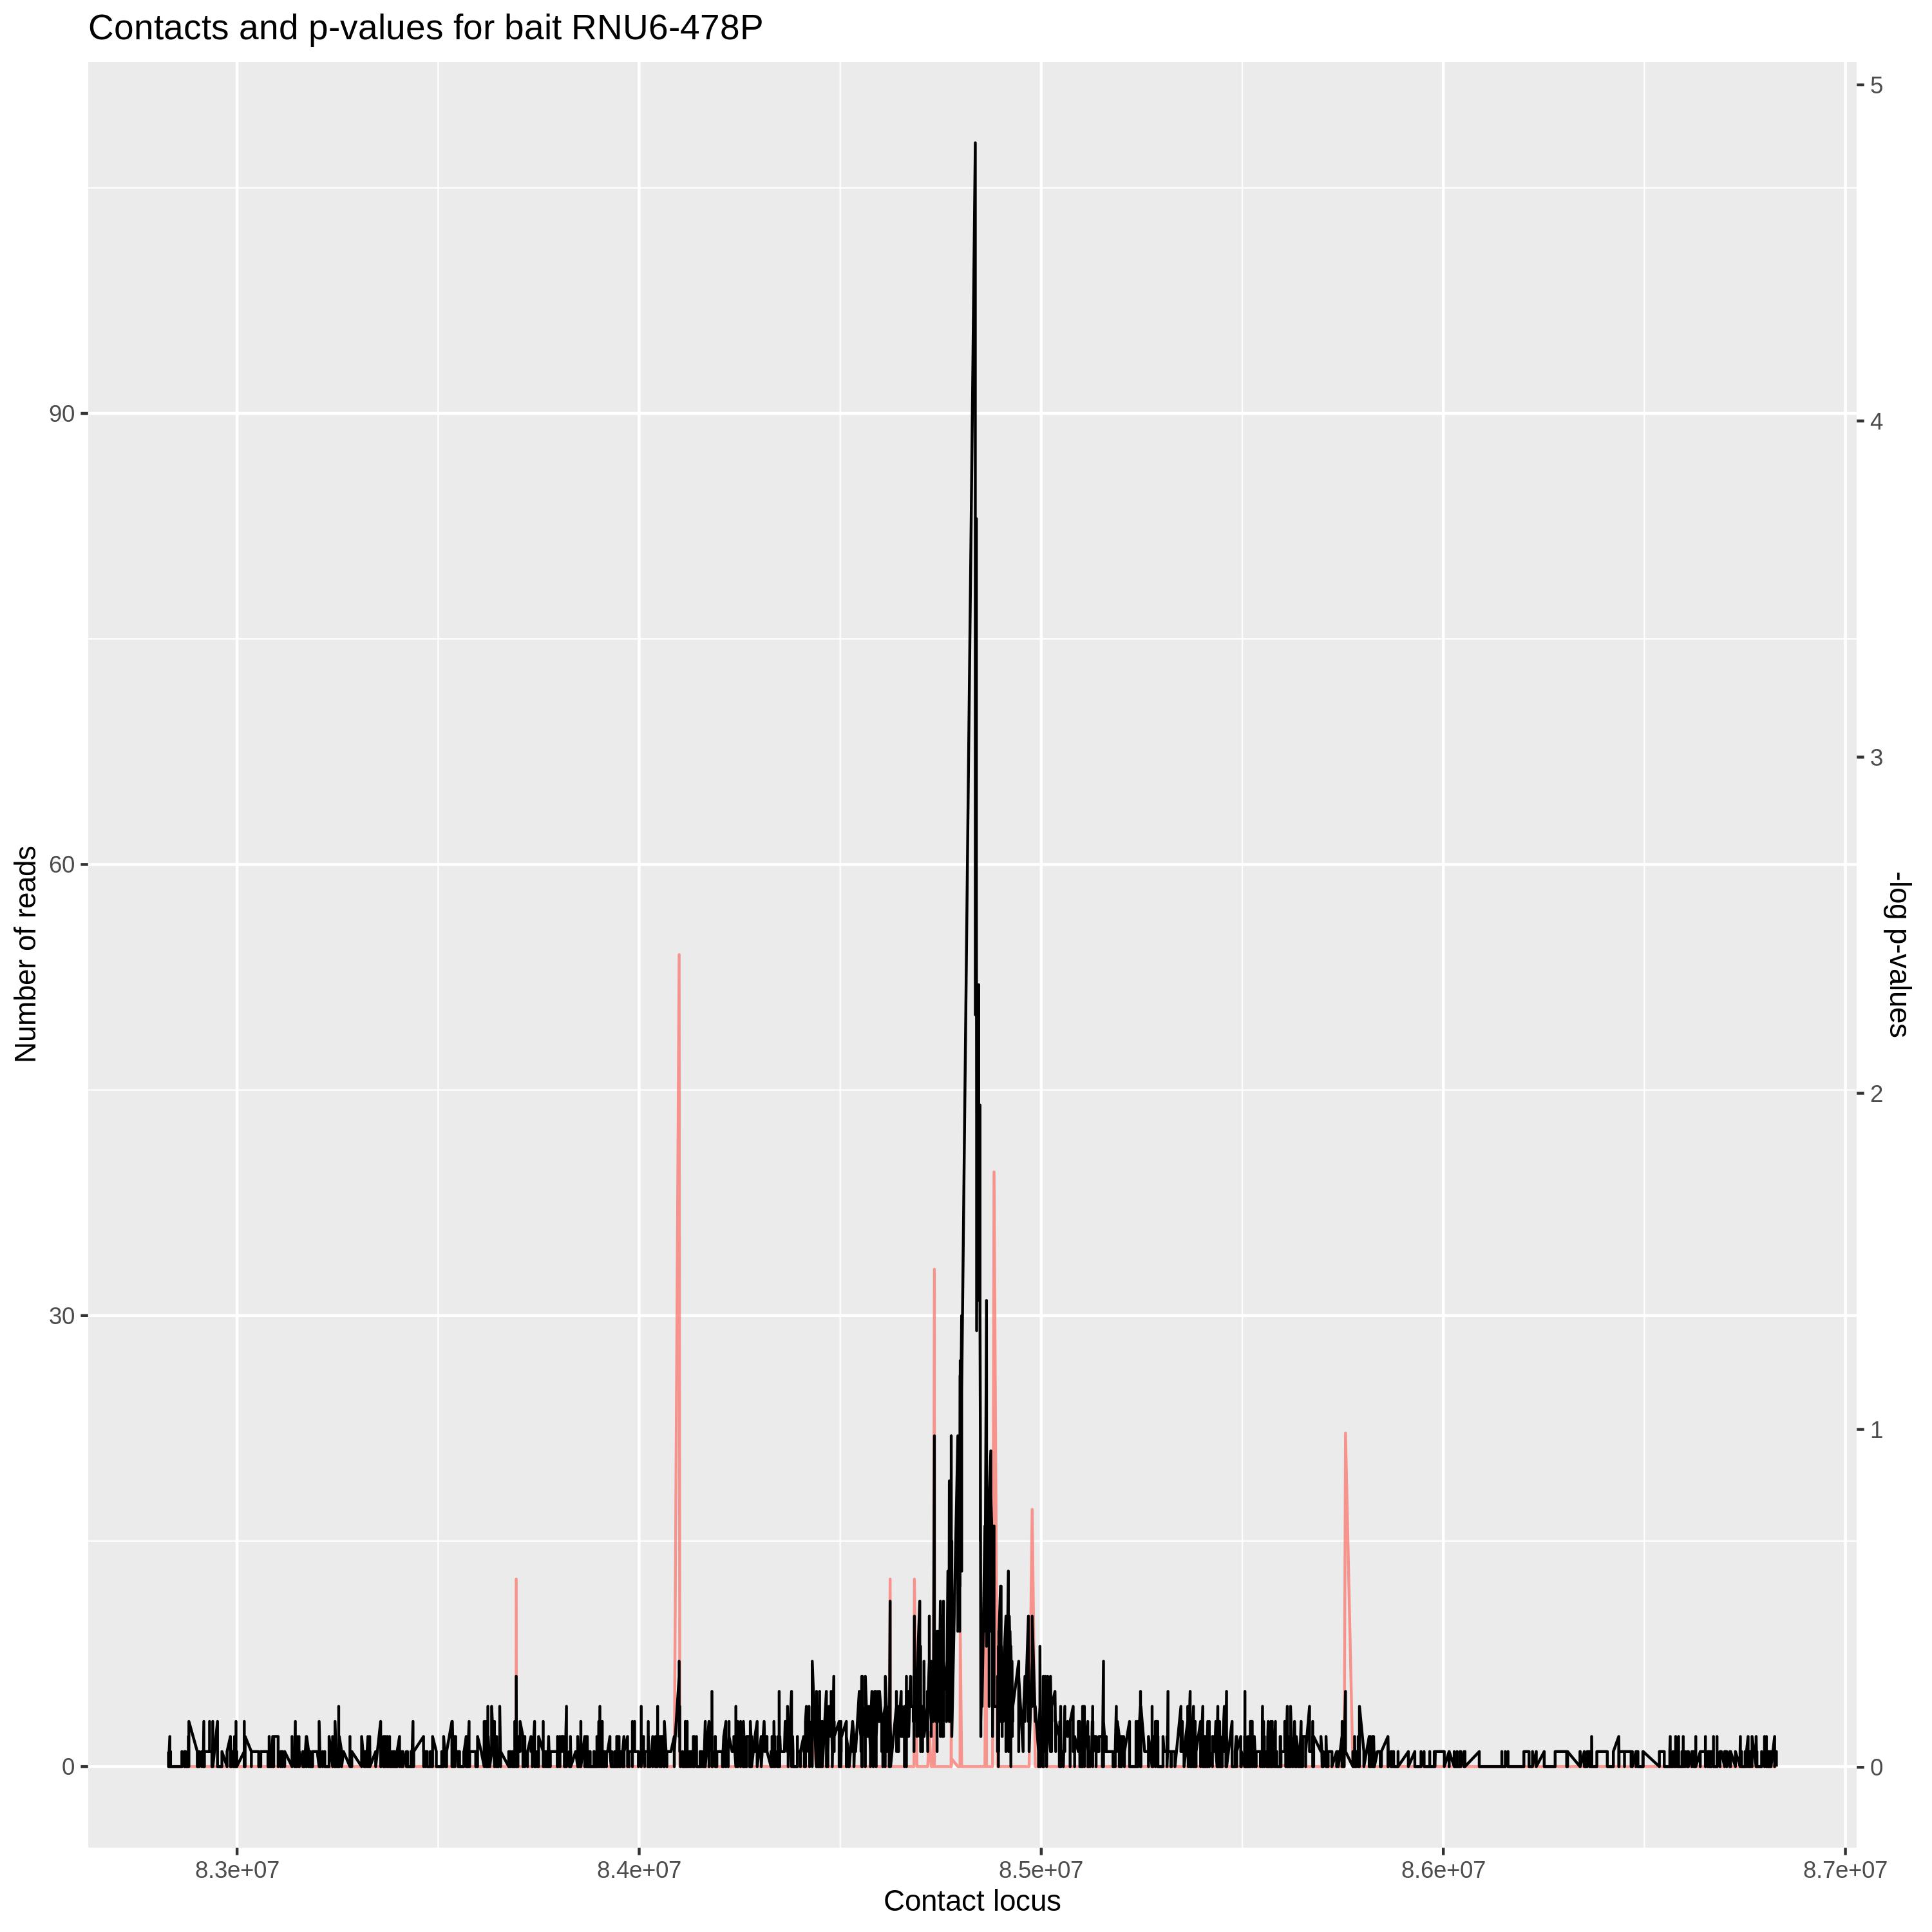 Contacts and p-values for bait RNU6-478P
Number of reads
90
60
30
0
5
4
3
2
1
0
-log p-values
8.3e+07
8.4e+07
8.5e+07
8.6e+07
8.7e+07
Contact locus